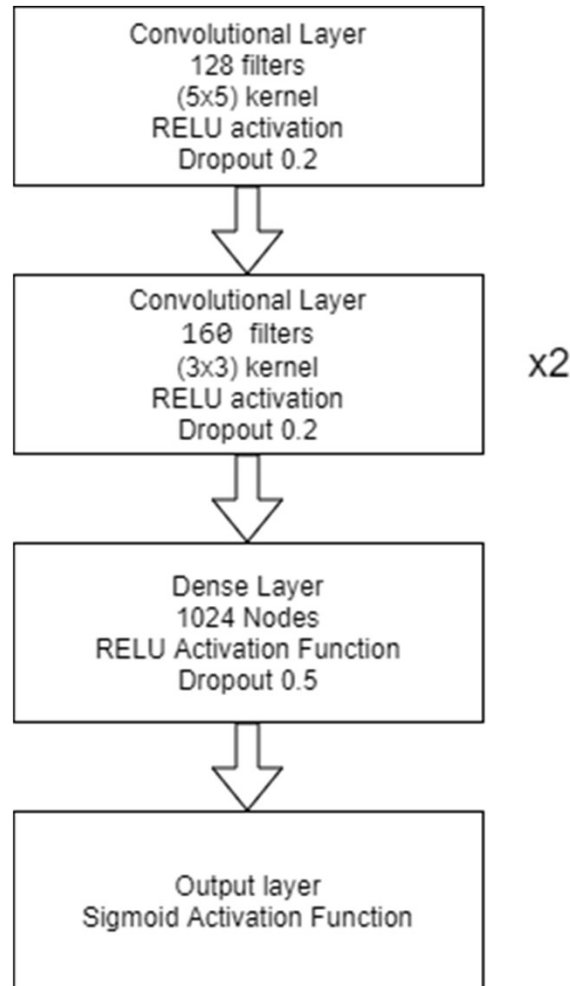 Convolutional Layer
128 filters
(5x5) kernel
RELU activation
Dropout 0.2
Convolutional Layer
160 filters
(3x3) kernel
RELU activation
Dropout 0.2
x2
Dense Layer
1024 Nodes
RELU Activation Function
Dropout 0.5
Output layer
Sigmoid Activation Function